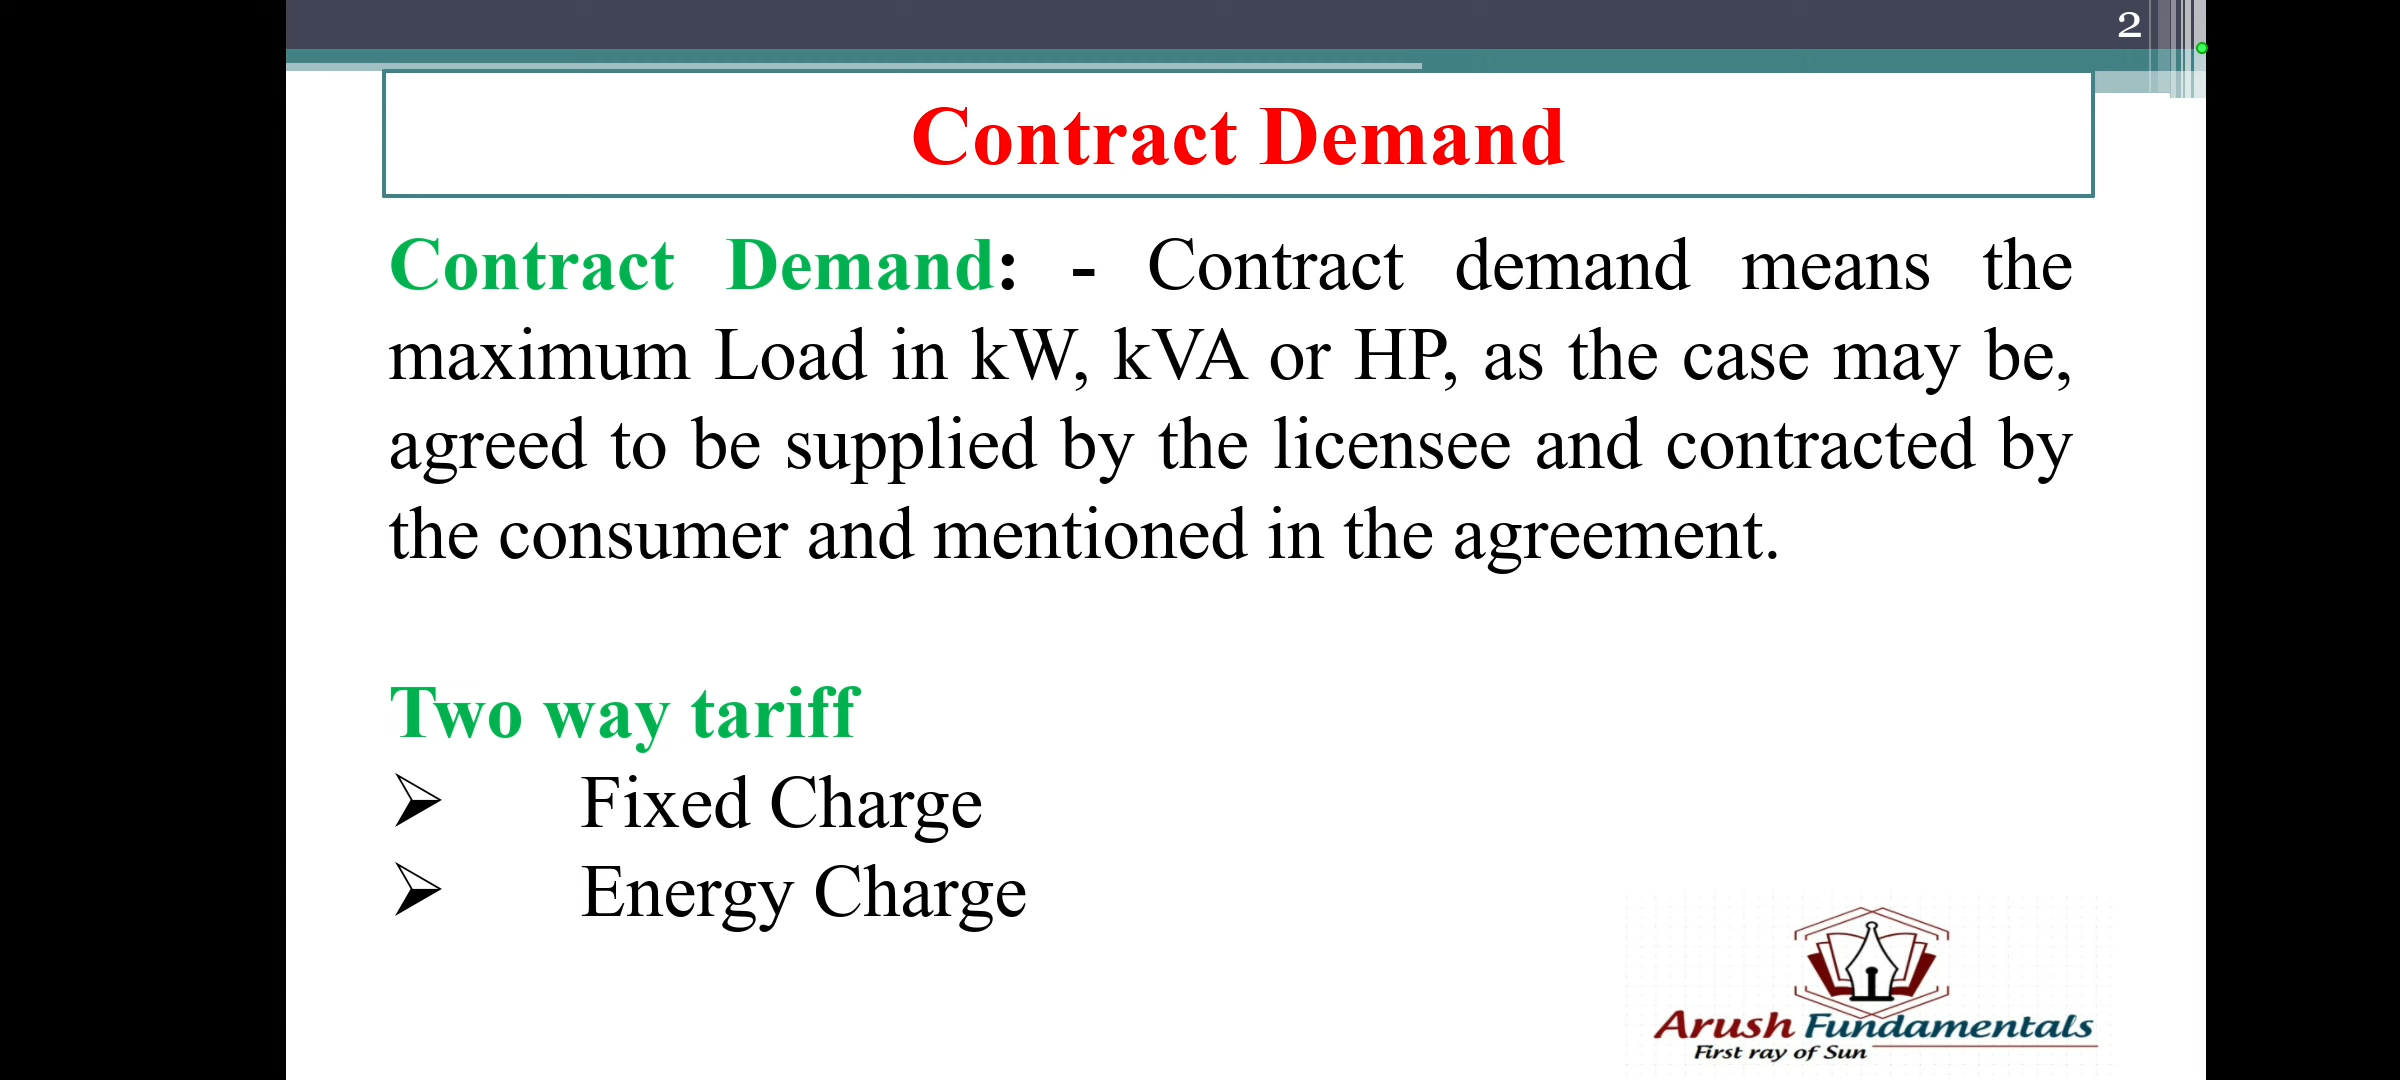 2
Contract Demand
Contract Demand: - Contract demand means the
maximum Load in kW, kVA or HP, as the case may be,
agreed to be supplied by the licensee and contracted by
the consumer and mentioned in the agreement.
Two way tariff
➢ Fixed Charge
➢ Energy Charge
Arush Fundamentals
First ray of Sun